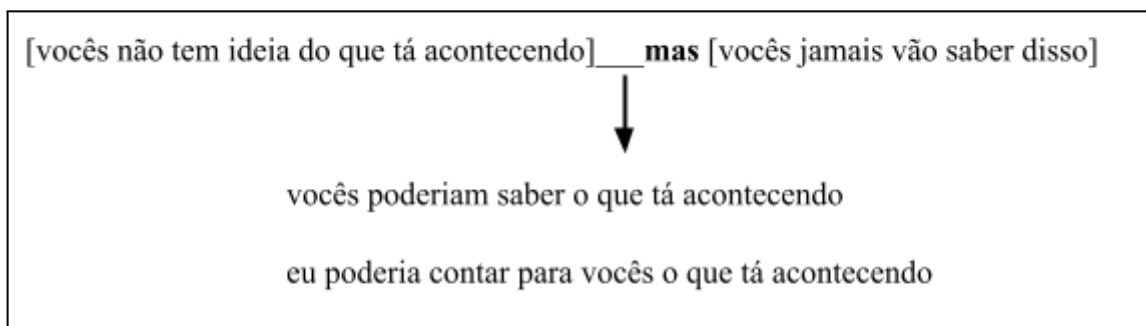 [vocês não tem ideia do que tá acontecendo]___mas [vocês jamais vão saber disso]
vocês poderiam saber o que tá acontecendo
eu poderia contar para vocês o que tá acontecendo